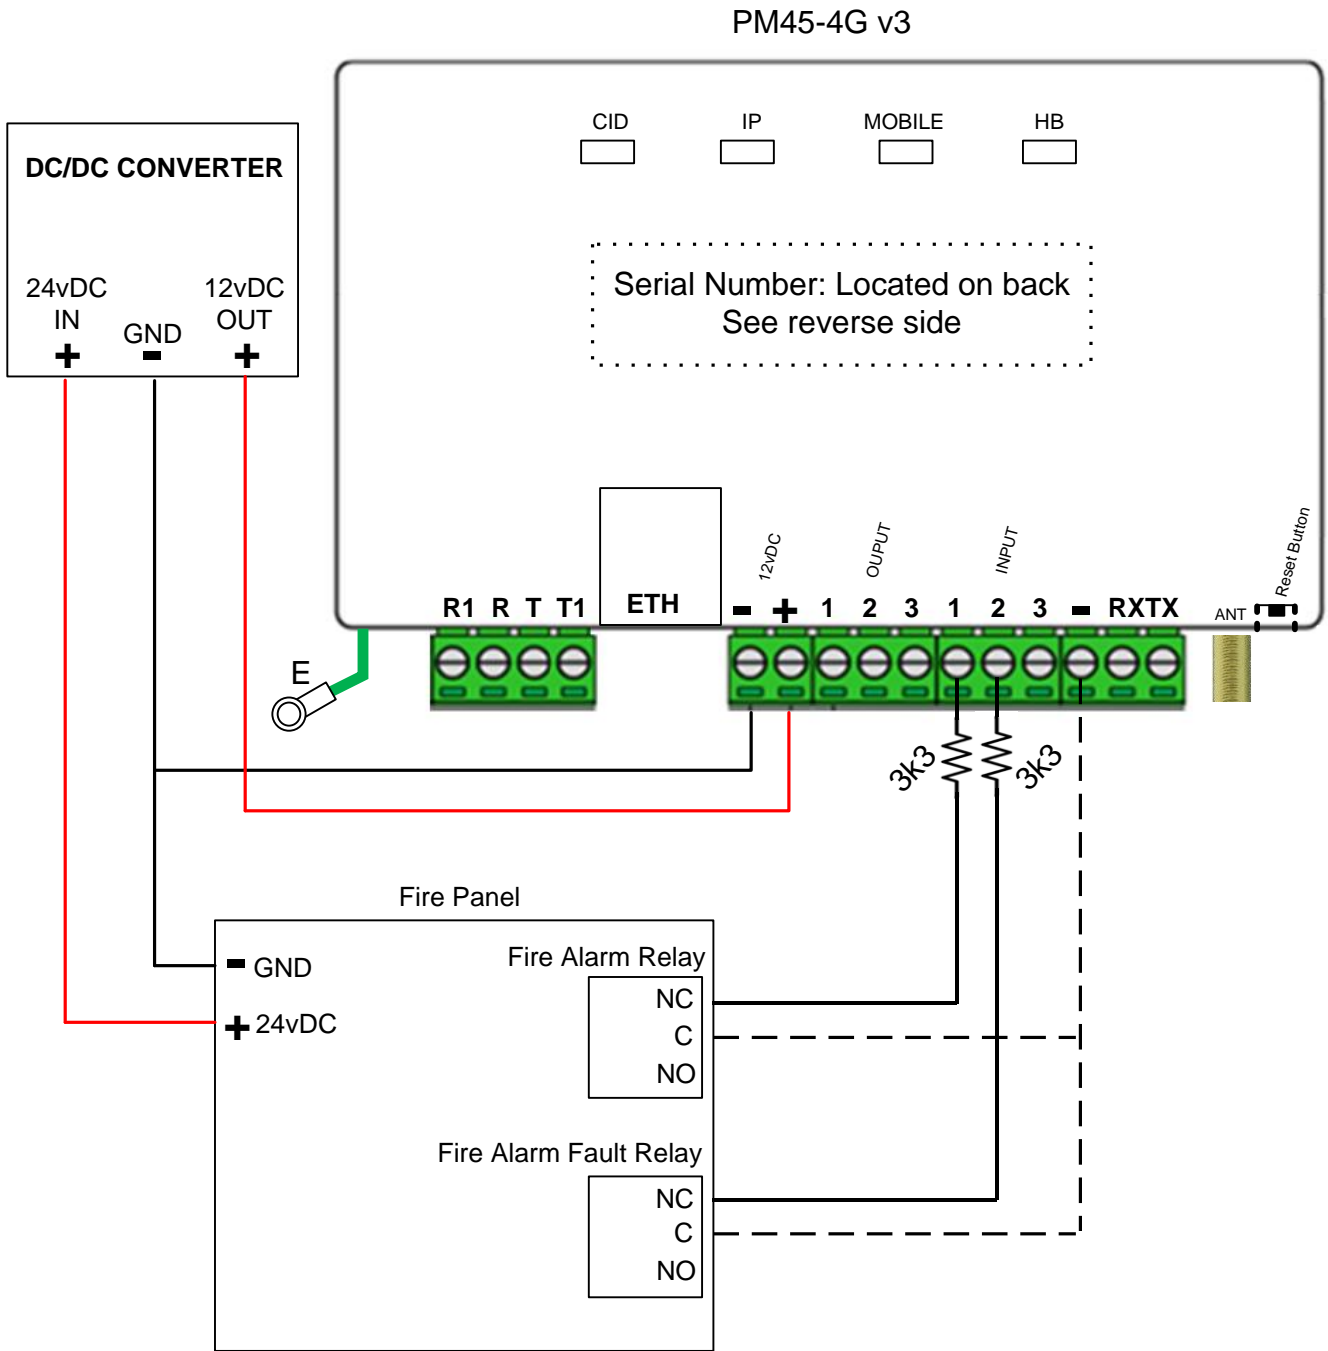 PM45-4G v3
CID IP MOBILE HB
DC/DC CONVERTER
24vDC
IN
+
GND
-
12vDC
OUT
+
Serial Number: Located on back
See reverse side
12vDC
OUPUT
INPUT
Reset Button
R1 R T T1 ETH - + 1 2 3 1 2 3 - RX TX ANT
E
3k3 3k3
Fire Panel
- GND
+ 24vDC
Fire Alarm Relay
NC
C
NO
Fire Alarm Fault Relay
NC
C
NO